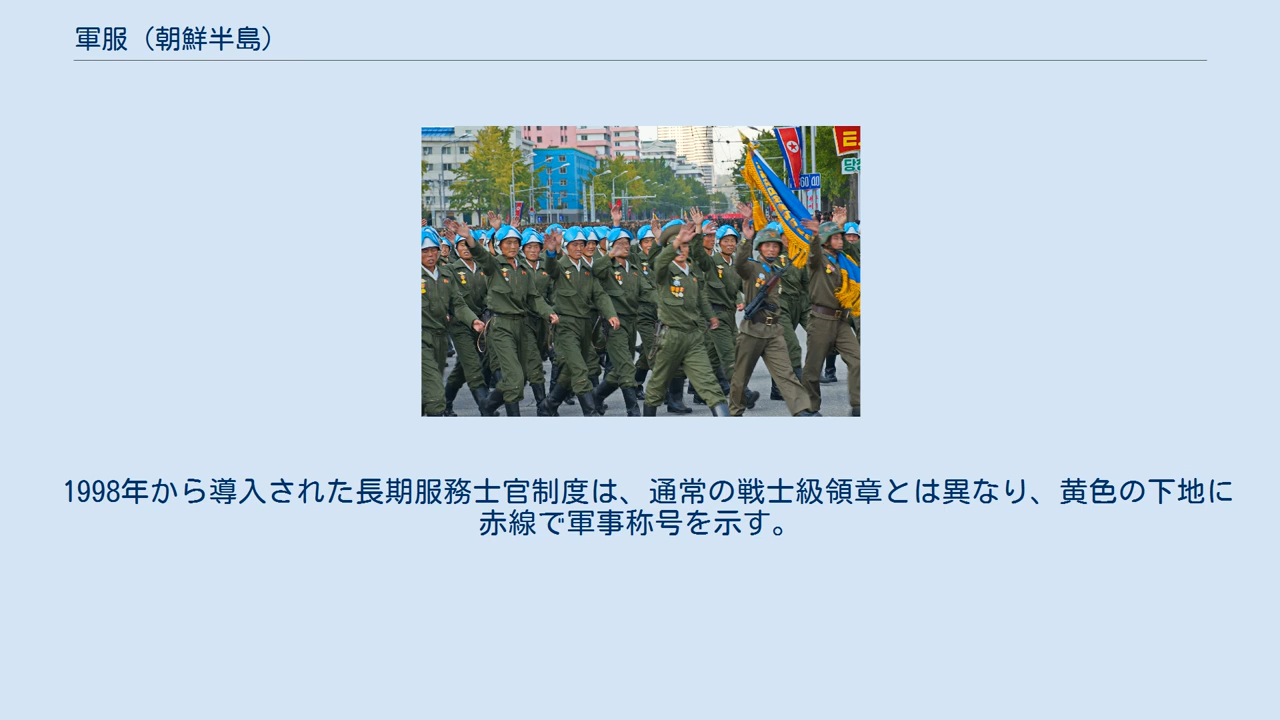 軍服（朝鮮半島）
1998年から導入された長期服務士官制度は、通常の戦士級領章とは異なり、黄色の下地に
赤線で軍事称号を示す。